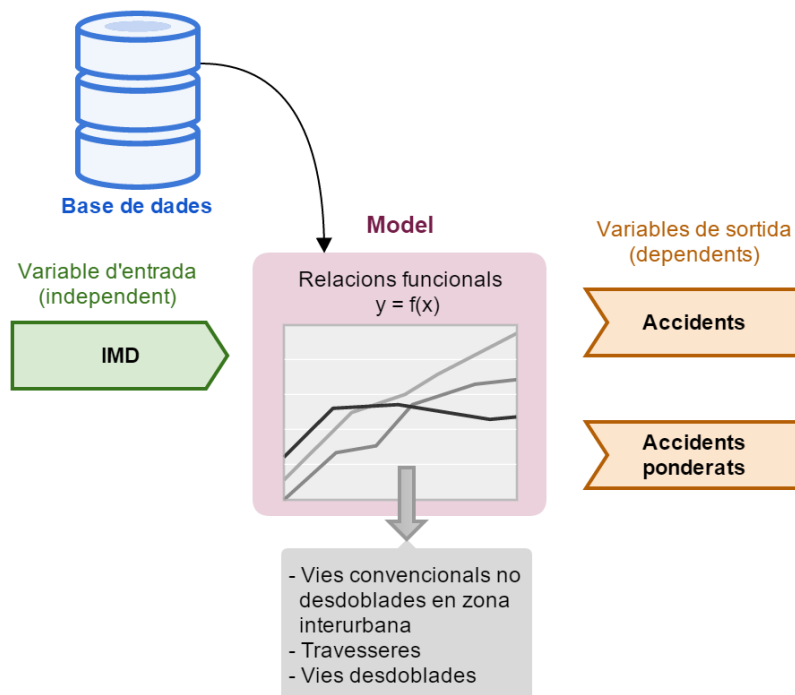 Base de dades
Model
Variables de sortida
(dependents)
Variable d'entrada
(independent)
Relacions funcionals
y = f(x)
IMD
Accidents
Accidents
ponderats
- Vies convencionals no
desdoblades en zona
interurbana
- Travesseres
- Vies desdoblades